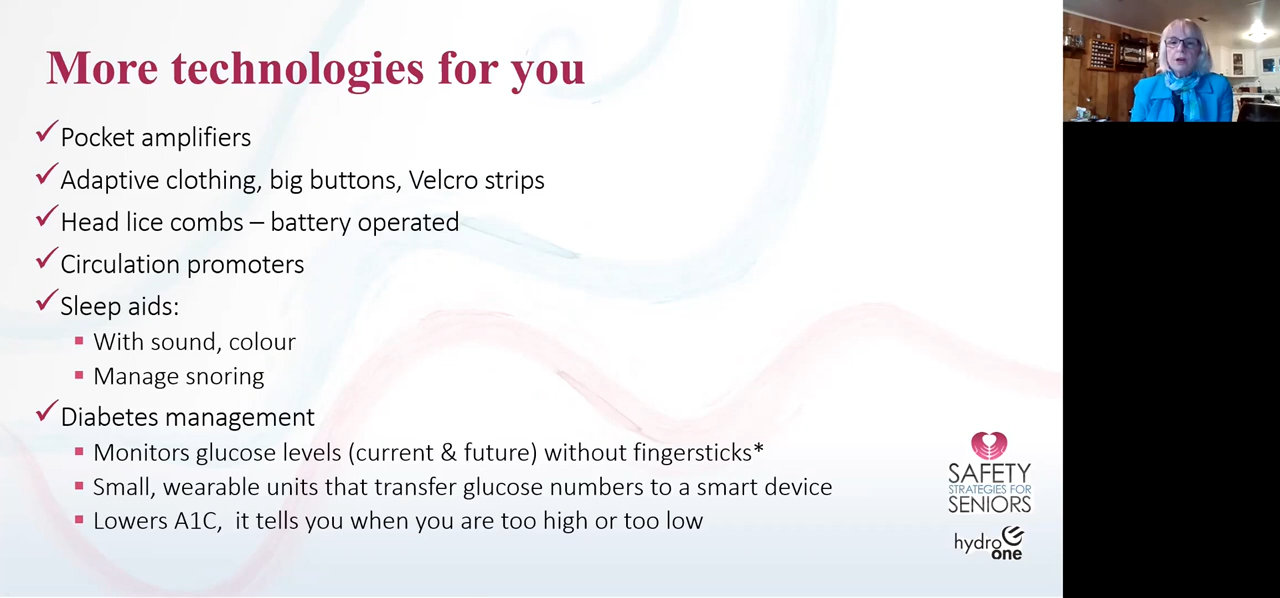 More technologies for you
✓Pocket amplifiers
✓Adaptive clothing, big buttons, Velcro strips
✓Head lice combs – battery operated
✓Circulation promoters
✓Sleep aids:
▪ With sound, colour
▪ Manage snoring
✓Diabetes management
▪ Monitors glucose levels (current & future) without fingersticks*
▪ Small, wearable units that transfer glucose numbers to a smart device
▪ Lowers A1C,  it tells you when you are too high or too low
SAFETY
STRATEGIES FOR
SENIORS
hydro
one